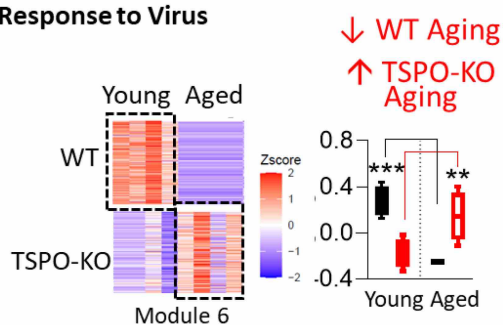 Response to Virus
↓ WT Aging
↑ TSPO-KO
Aging
Young Aged
WT
TSPO-KO
Module 6
Zscore
2
1
0
−1
−2
0.8
0.4
0.0
-0.4
***
**
Young Aged